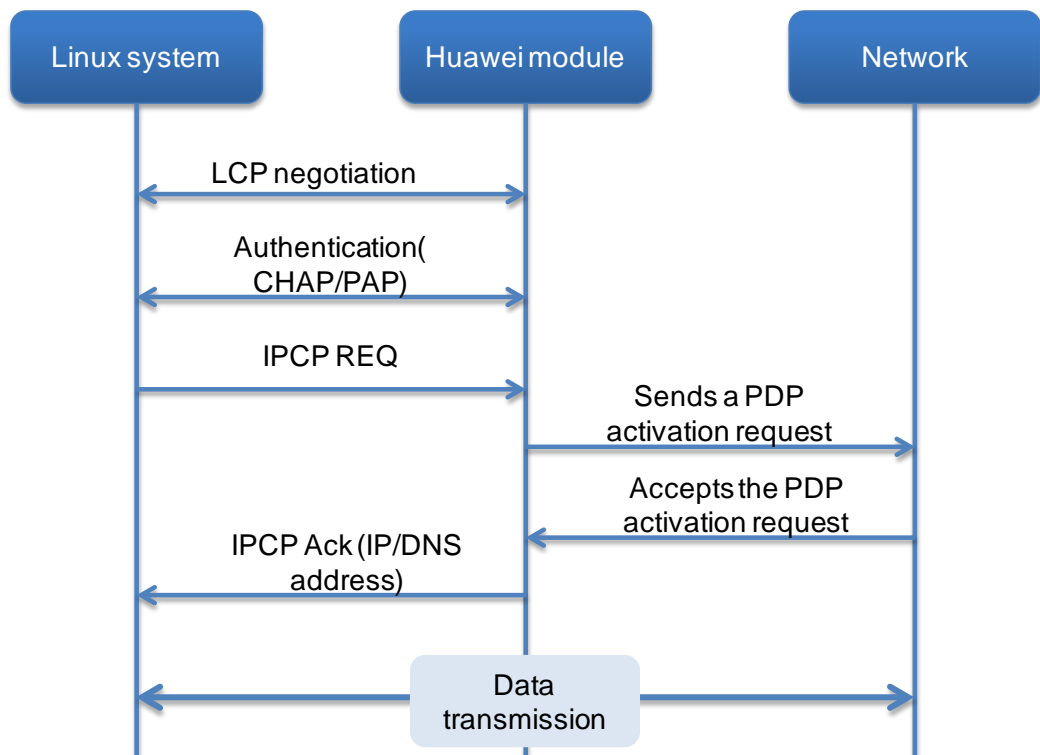 Linux system
Huawei module
Network
LCP negotiation
Authentication(
CHAP/PAP)
IPCP REQ
Sends a PDP
activation request
Accepts the PDP
activation request
IPCP Ack (IP/DNS
address)
Data
transmission